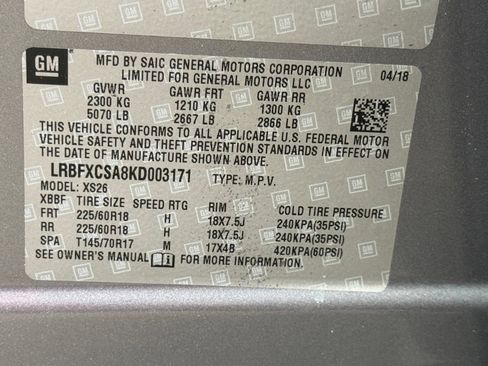 GM
MFD BY SAIC GENERAL MOTORS CORPORATION
LIMITED FOR GENERAL MOTORS LLC 04/18
GVWR GAWR FRT GAWR RR
2300 KG 1210 KG 1300 KG
5070 LB 2667 LB 2866 LB
THIS VEHICLE CONFORMS TO ALL APPLICABLE U.S. FEDERAL MOTOR
VEHICLE SAFETY AND THEFT PREVENTION STANDARDS IN EFFECT ON
THE DATE OF MANUFACTURE SHOWN ABOVE.
LRBFXCSA8KD003171 TYPE: M.P.V.
MODEL: XS26
XBBF TIRE SIZE SPEED RTG RIM COLD TIRE PRESSURE
FRT 225/60R18 H 18X7.5J 240KPA(35PSI)
RR 225/60R18 H 18X7.5J 240KPA(35PSI)
SPA T145/70R17 M 17X4B 420KPA(60PSI)
SEE OWNER'S MANUAL FOR MORE INFORMATION.